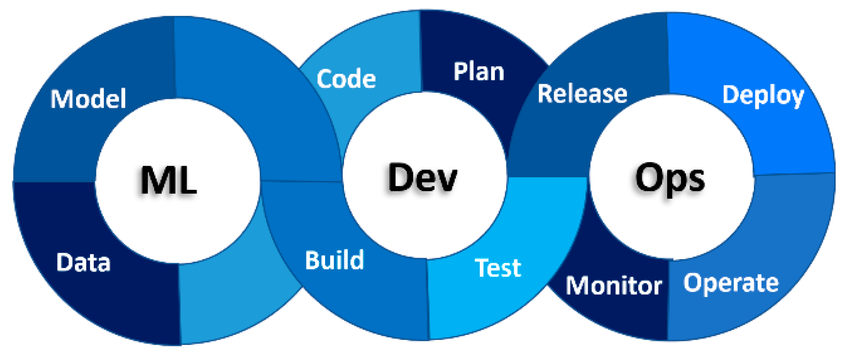 Model
ML
Data
Code
Plan
Dev
Build
Test
Release
Deploy
Ops
Monitor
Operate